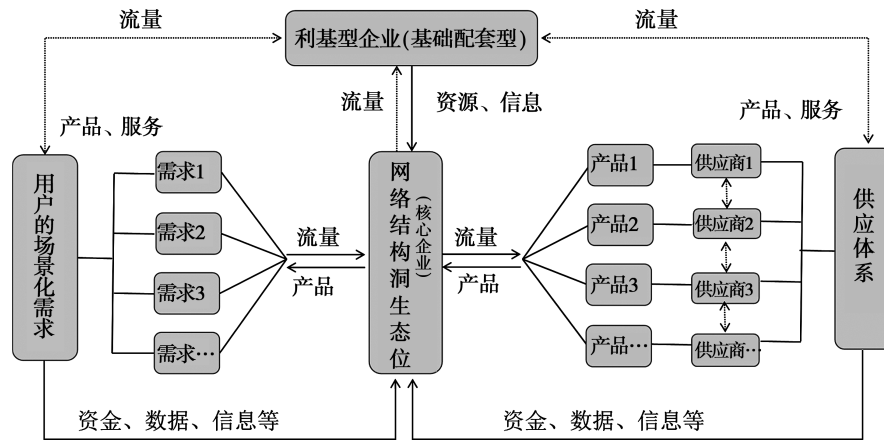 流量
流量
利基型企业(基础配套型)
流量
资源、信息
产品、服务
产品、服务
用户的场景化需求
需求1
需求2
需求3
需求…
流量
产品
网络结构洞生态位
(核心企业)
流量
产品
产品1
产品2
产品3
产品…
供应商1
供应商2
供应商3
供应商…
供应体系
资金、数据、信息等
资金、数据、信息等